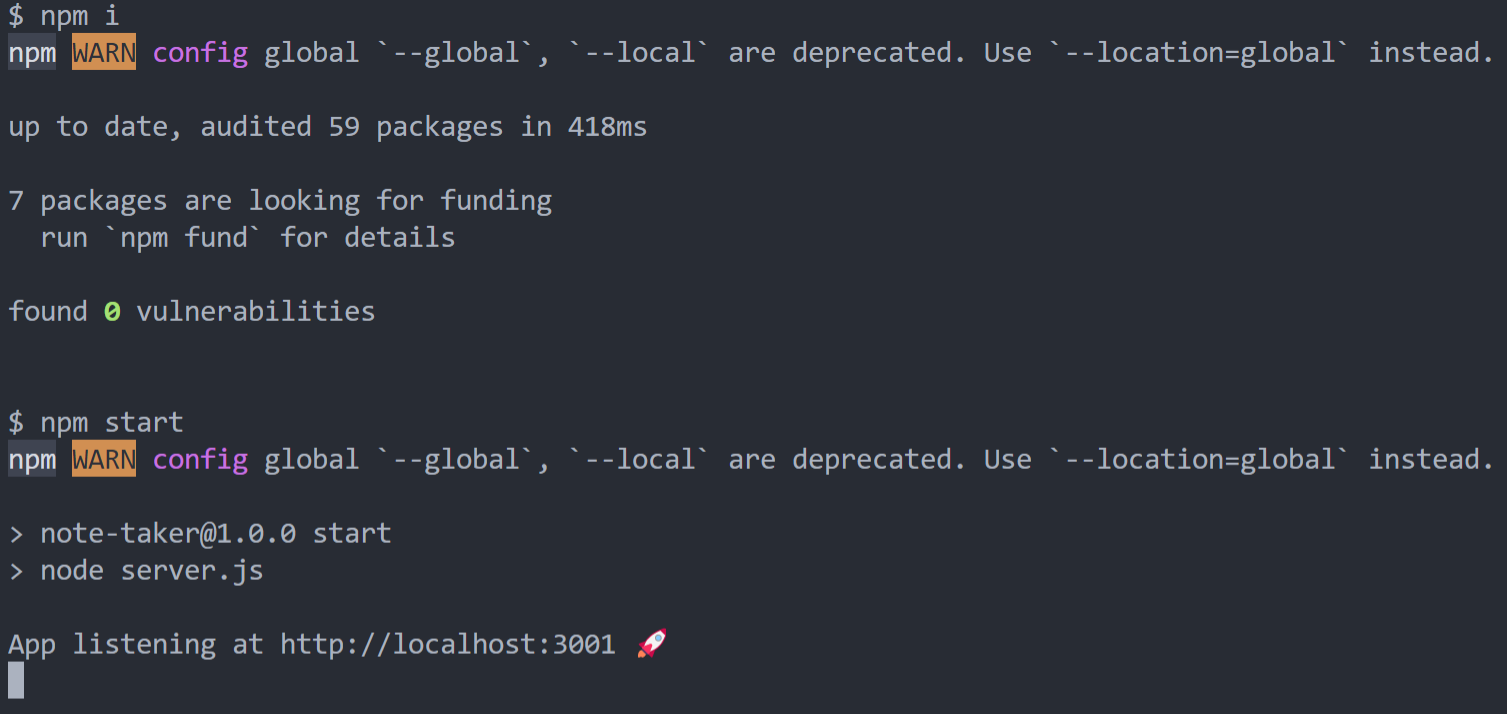 $ npm i
npm WARN config global `--global`, `--local` are deprecated. Use `--location=global` instead.
up to date, audited 59 packages in 418ms
7 packages are looking for funding
  run `npm fund` for details
found 0 vulnerabilities
$ npm start
npm WARN config global `--global`, `--local` are deprecated. Use `--location=global` instead.
> note-taker@1.0.0 start
> node server.js
App listening at http://localhost:3001 🚀